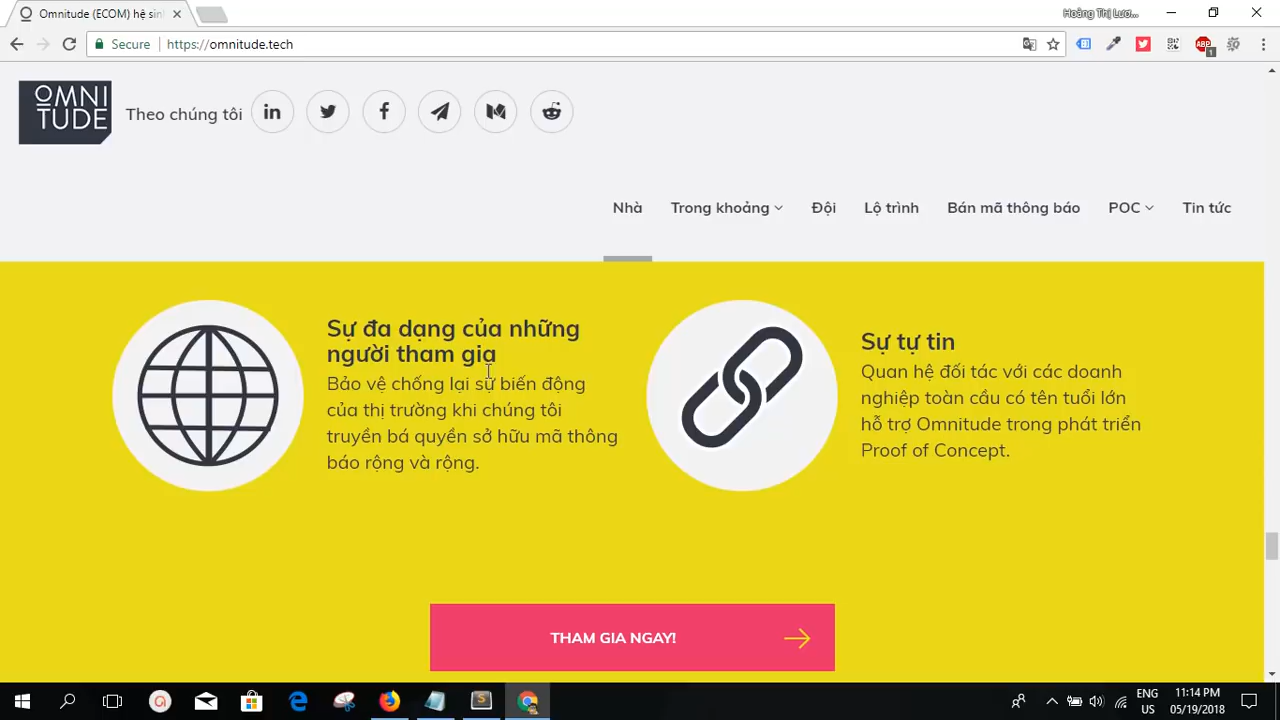 Omnitude (ECOM) hệ sin
Hoàng Thị Lươ...
Secure
https://omnitude.tech
ABP
1
OMNI
TUDE
Theo chúng tôi
Nhà
Trong khoảng
Đội
Lộ trình
Bán mã thông báo
POC
Tin tức
Sự đa dạng của những
người tham gia
Bảo vệ chống lại sự biến động
của thị trường khi chúng tôi
truyền bá quyền sở hữu mã thông
báo rộng và rộng.
Sự tự tin
Quan hệ đối tác với các doanh
nghiệp toàn cầu có tên tuổi lớn
hỗ trợ Omnitude trong phát triển
Proof of Concept.
THAM GIA NGAY!
ENG
US
11:14 PM
05/19/2018